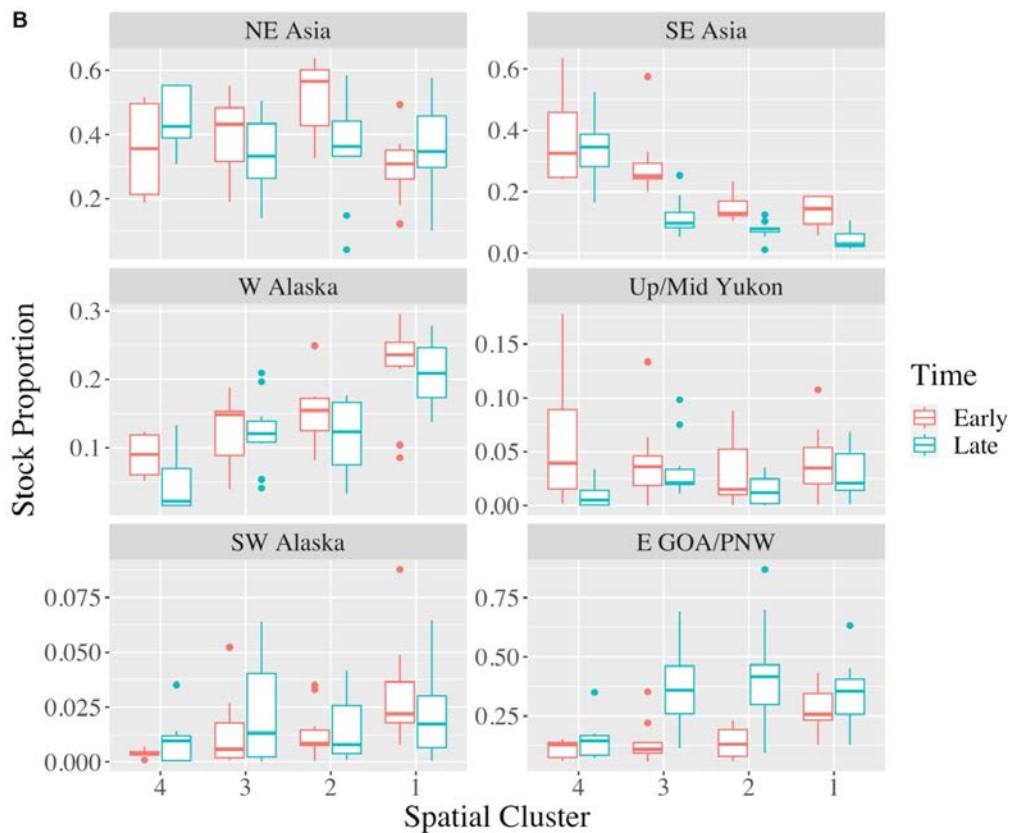 B
NE Asia
SE Asia
0.6
0.4
0.2
0.6
0.4
0.2
0.0
W Alaska
Up/Mid Yukon
0.3
0.2
0.1
0.15
0.10
0.05
0.00
SW Alaska
E GOA/PNW
0.075
0.050
0.025
0.000
0.75
0.50
0.25
4 3 2 1
4 3 2 1
Stock Proportion
Spatial Cluster
Time
Early
Late